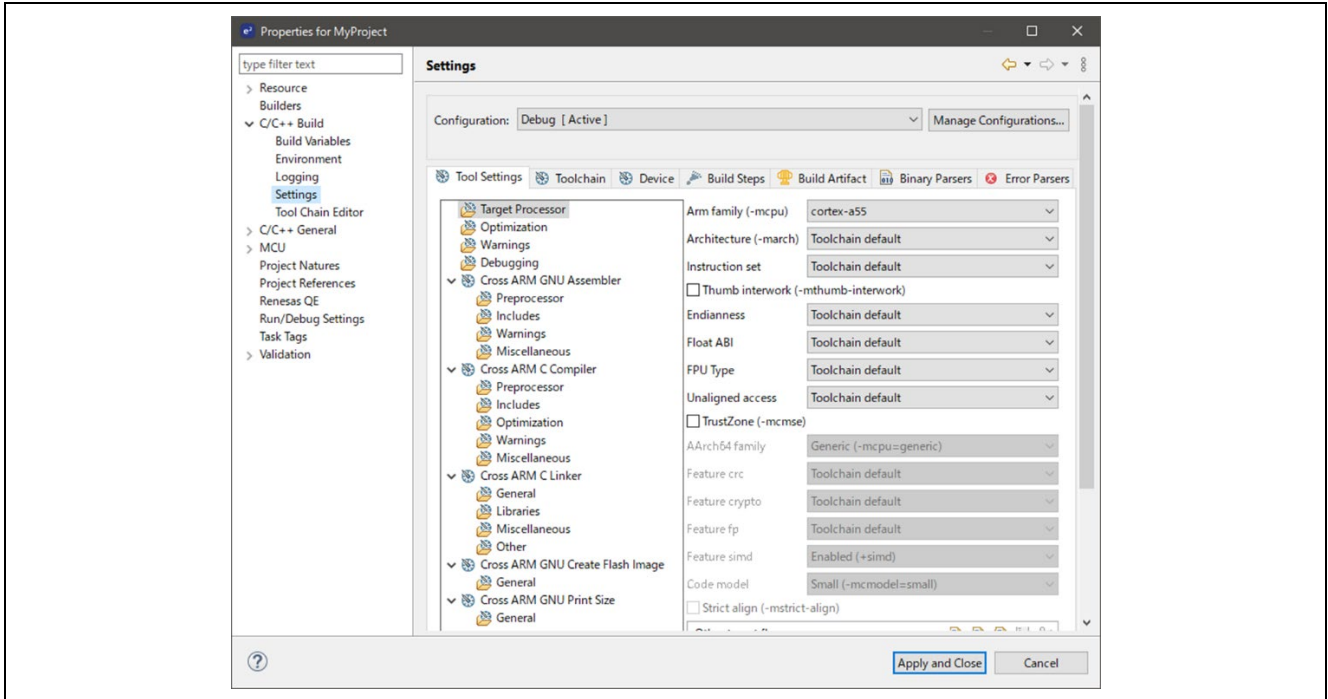 e² Properties for MyProject
type filter text
Settings
Resource
Builders
C/C++ Build
Build Variables
Environment
Logging
Settings
Tool Chain Editor
C/C++ General
MCU
Project Natures
Project References
Renesas QE
Run/Debug Settings
Task Tags
Validation
Configuration: Debug [ Active ] Manage Configurations...
Tool Settings Toolchain Device Build Steps Build Artifact Binary Parsers Error Parsers
Target Processor
Optimization
Warnings
Debugging
Cross ARM GNU Assembler
Preprocessor
Includes
Warnings
Miscellaneous
Cross ARM C Compiler
Preprocessor
Includes
Optimization
Warnings
Miscellaneous
Cross ARM C Linker
General
Libraries
Miscellaneous
Other
Cross ARM GNU Create Flash Image
General
Cross ARM GNU Print Size
General
Arm family (-mcpu) cortex-a55
Architecture (-march) Toolchain default
Instruction set Toolchain default
Thumb interwork (-mthumb-interwork)
Endianness Toolchain default
Float ABI Toolchain default
FPU Type Toolchain default
Unaligned access Toolchain default
TrustZone (-mcmse)
AArch64 family Generic (-mcpu=generic)
Feature crc Toolchain default
Feature crypto Toolchain default
Feature fp Toolchain default
Feature simd Enabled (+simd)
Code model Small (-mcmodel=small)
Strict align (-mstrict-align)
Apply and Close Cancel